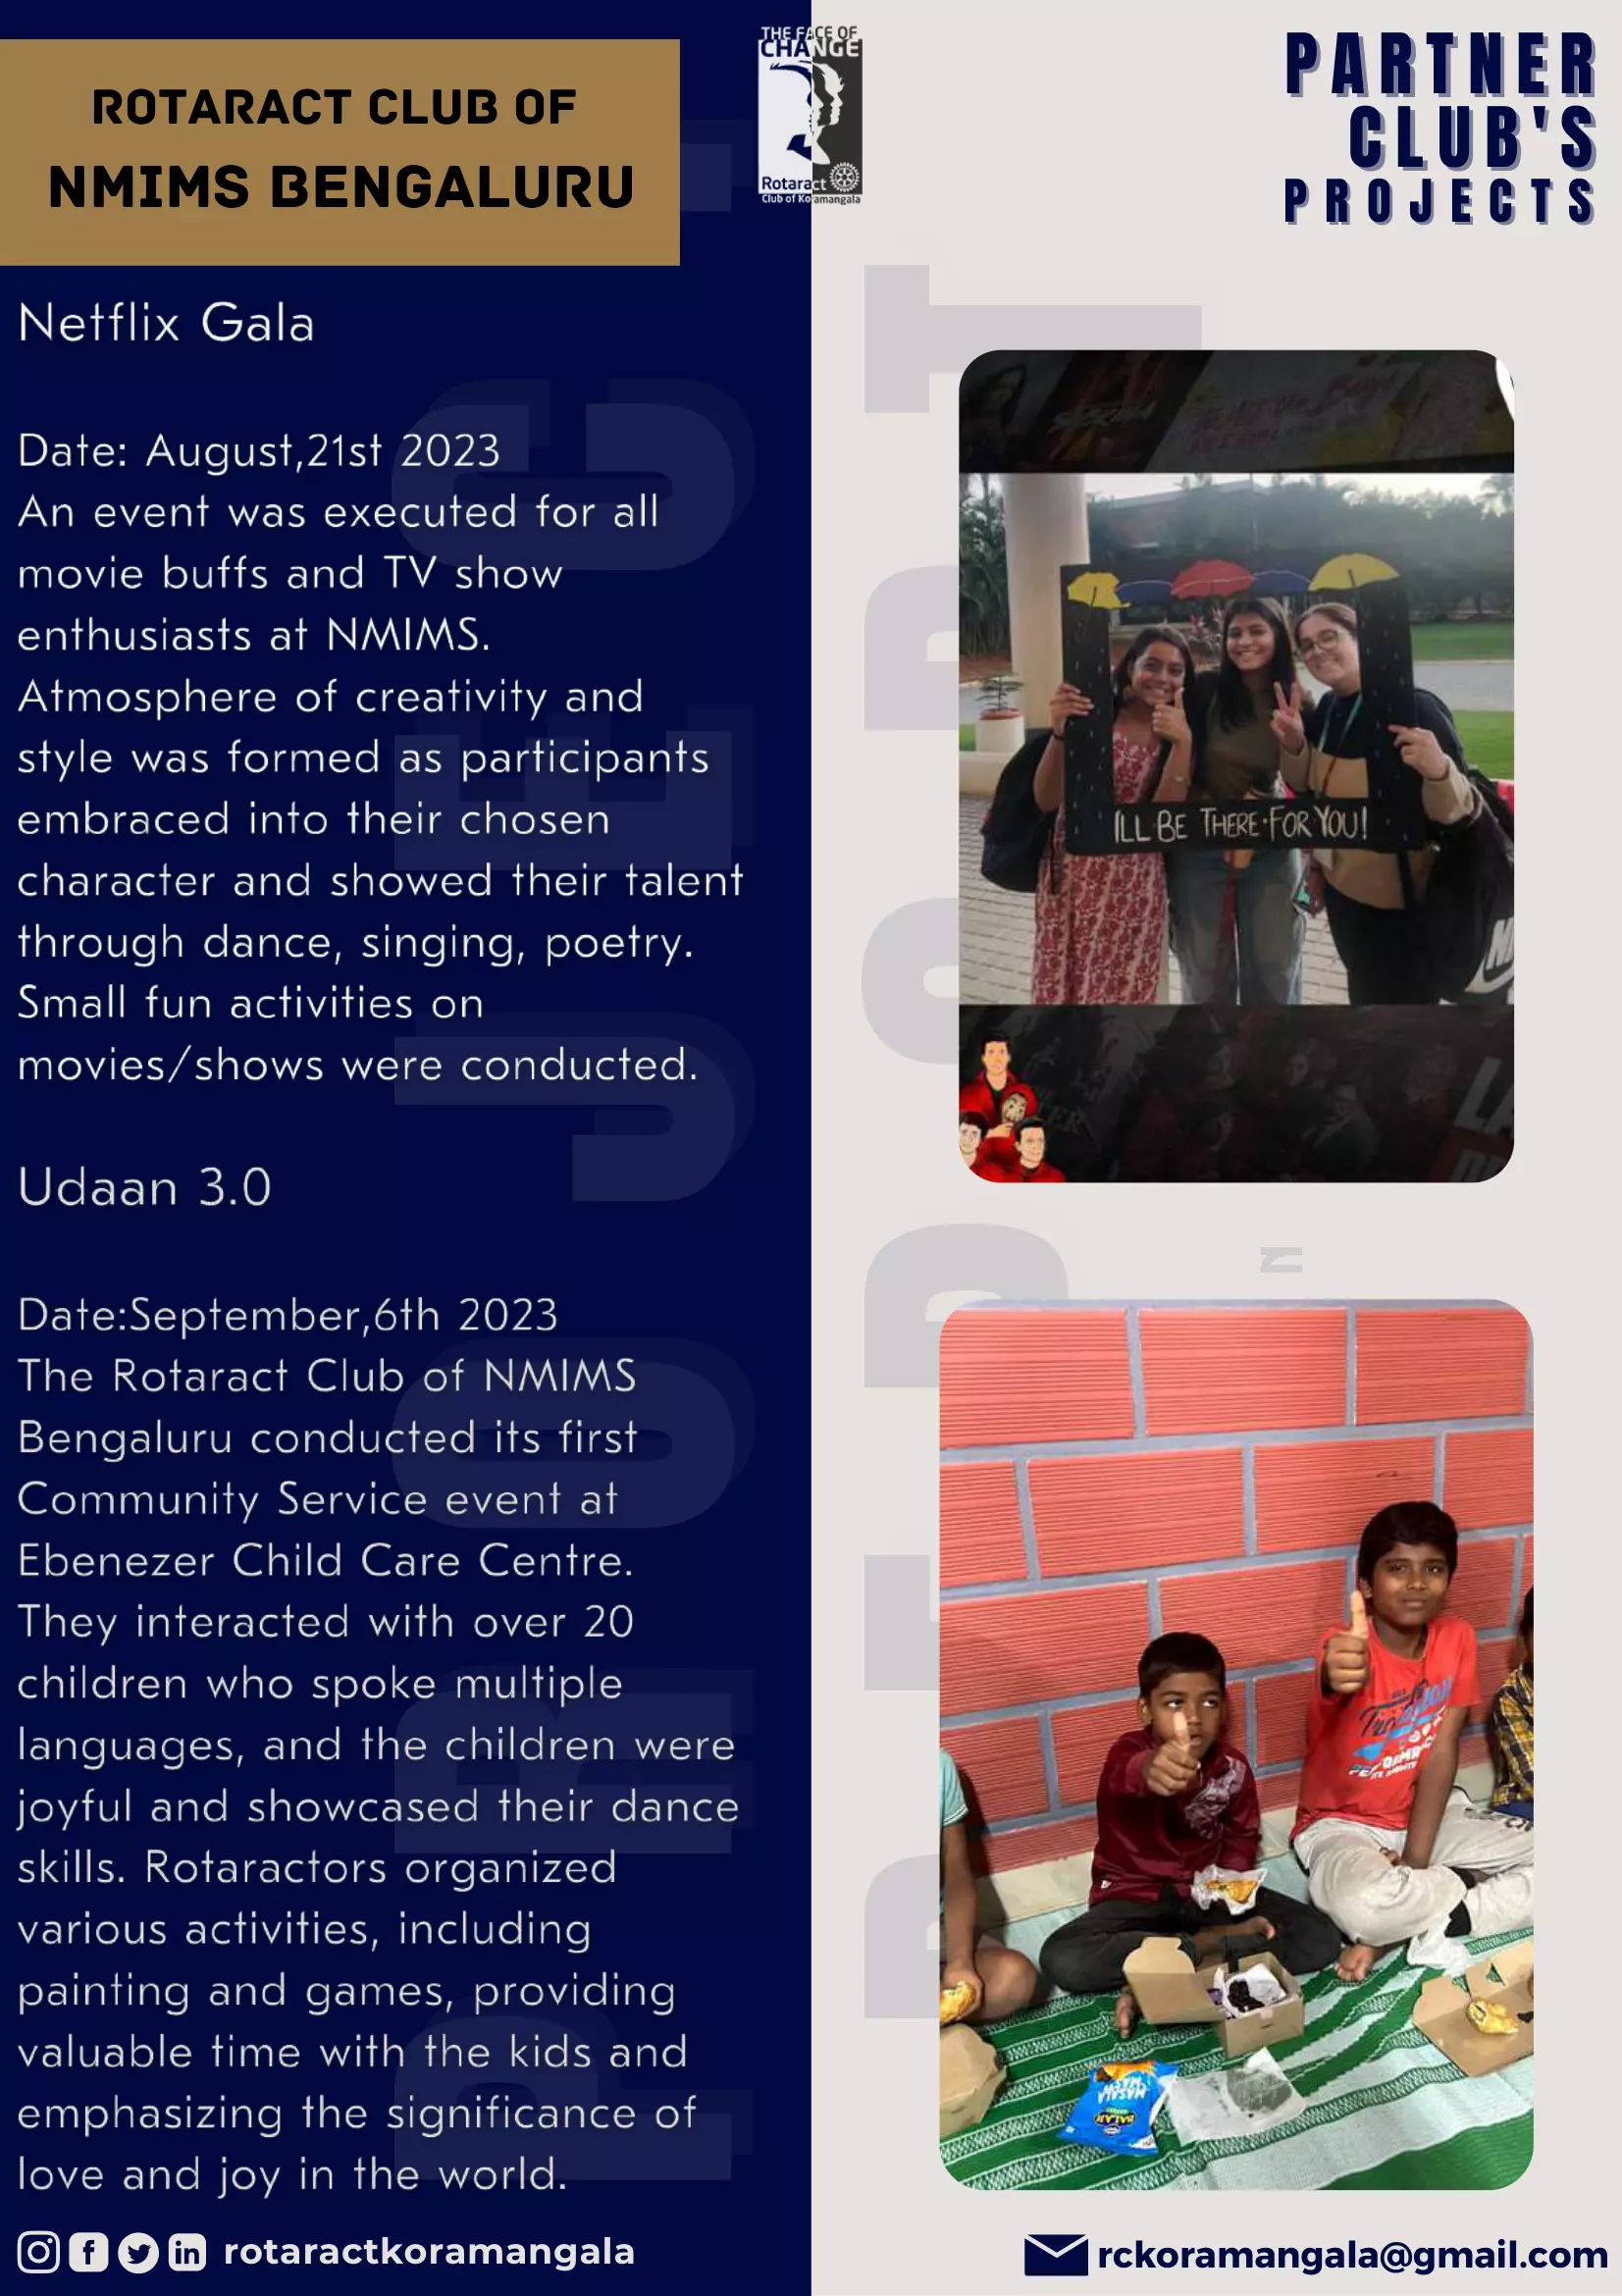 ROTARACT CLUB OF
NMIMS BENGALURU
THE FACE OF
CHANGE
Rotaract
Club of Koramangala
PARTNER
CLUB'S
PROJECTS
Netflix Gala
Date: August,21st 2023
An event was executed for all
movie buffs and TV show
enthusiasts at NMIMS.
Atmosphere of creativity and
style was formed as participants
embraced into their chosen
character and showed their talent
through dance, singing, poetry.
Small fun activities on
movies/shows were conducted.
Udaan 3.0
Date:September,6th 2023
The Rotaract Club of NMIMS
Bengaluru conducted its first
Community Service event at
Ebenezer Child Care Centre.
They interacted with over 20
children who spoke multiple
languages, and the children were
joyful and showcased their dance
skills. Rotaractors organized
various activities, including
painting and games, providing
valuable time with the kids and
emphasizing the significance of
love and joy in the world.
I'LL BE THERE FOR YOU!
MASALA
BALAJI
rotaractkoramangala
rckoramangala@gmail.com